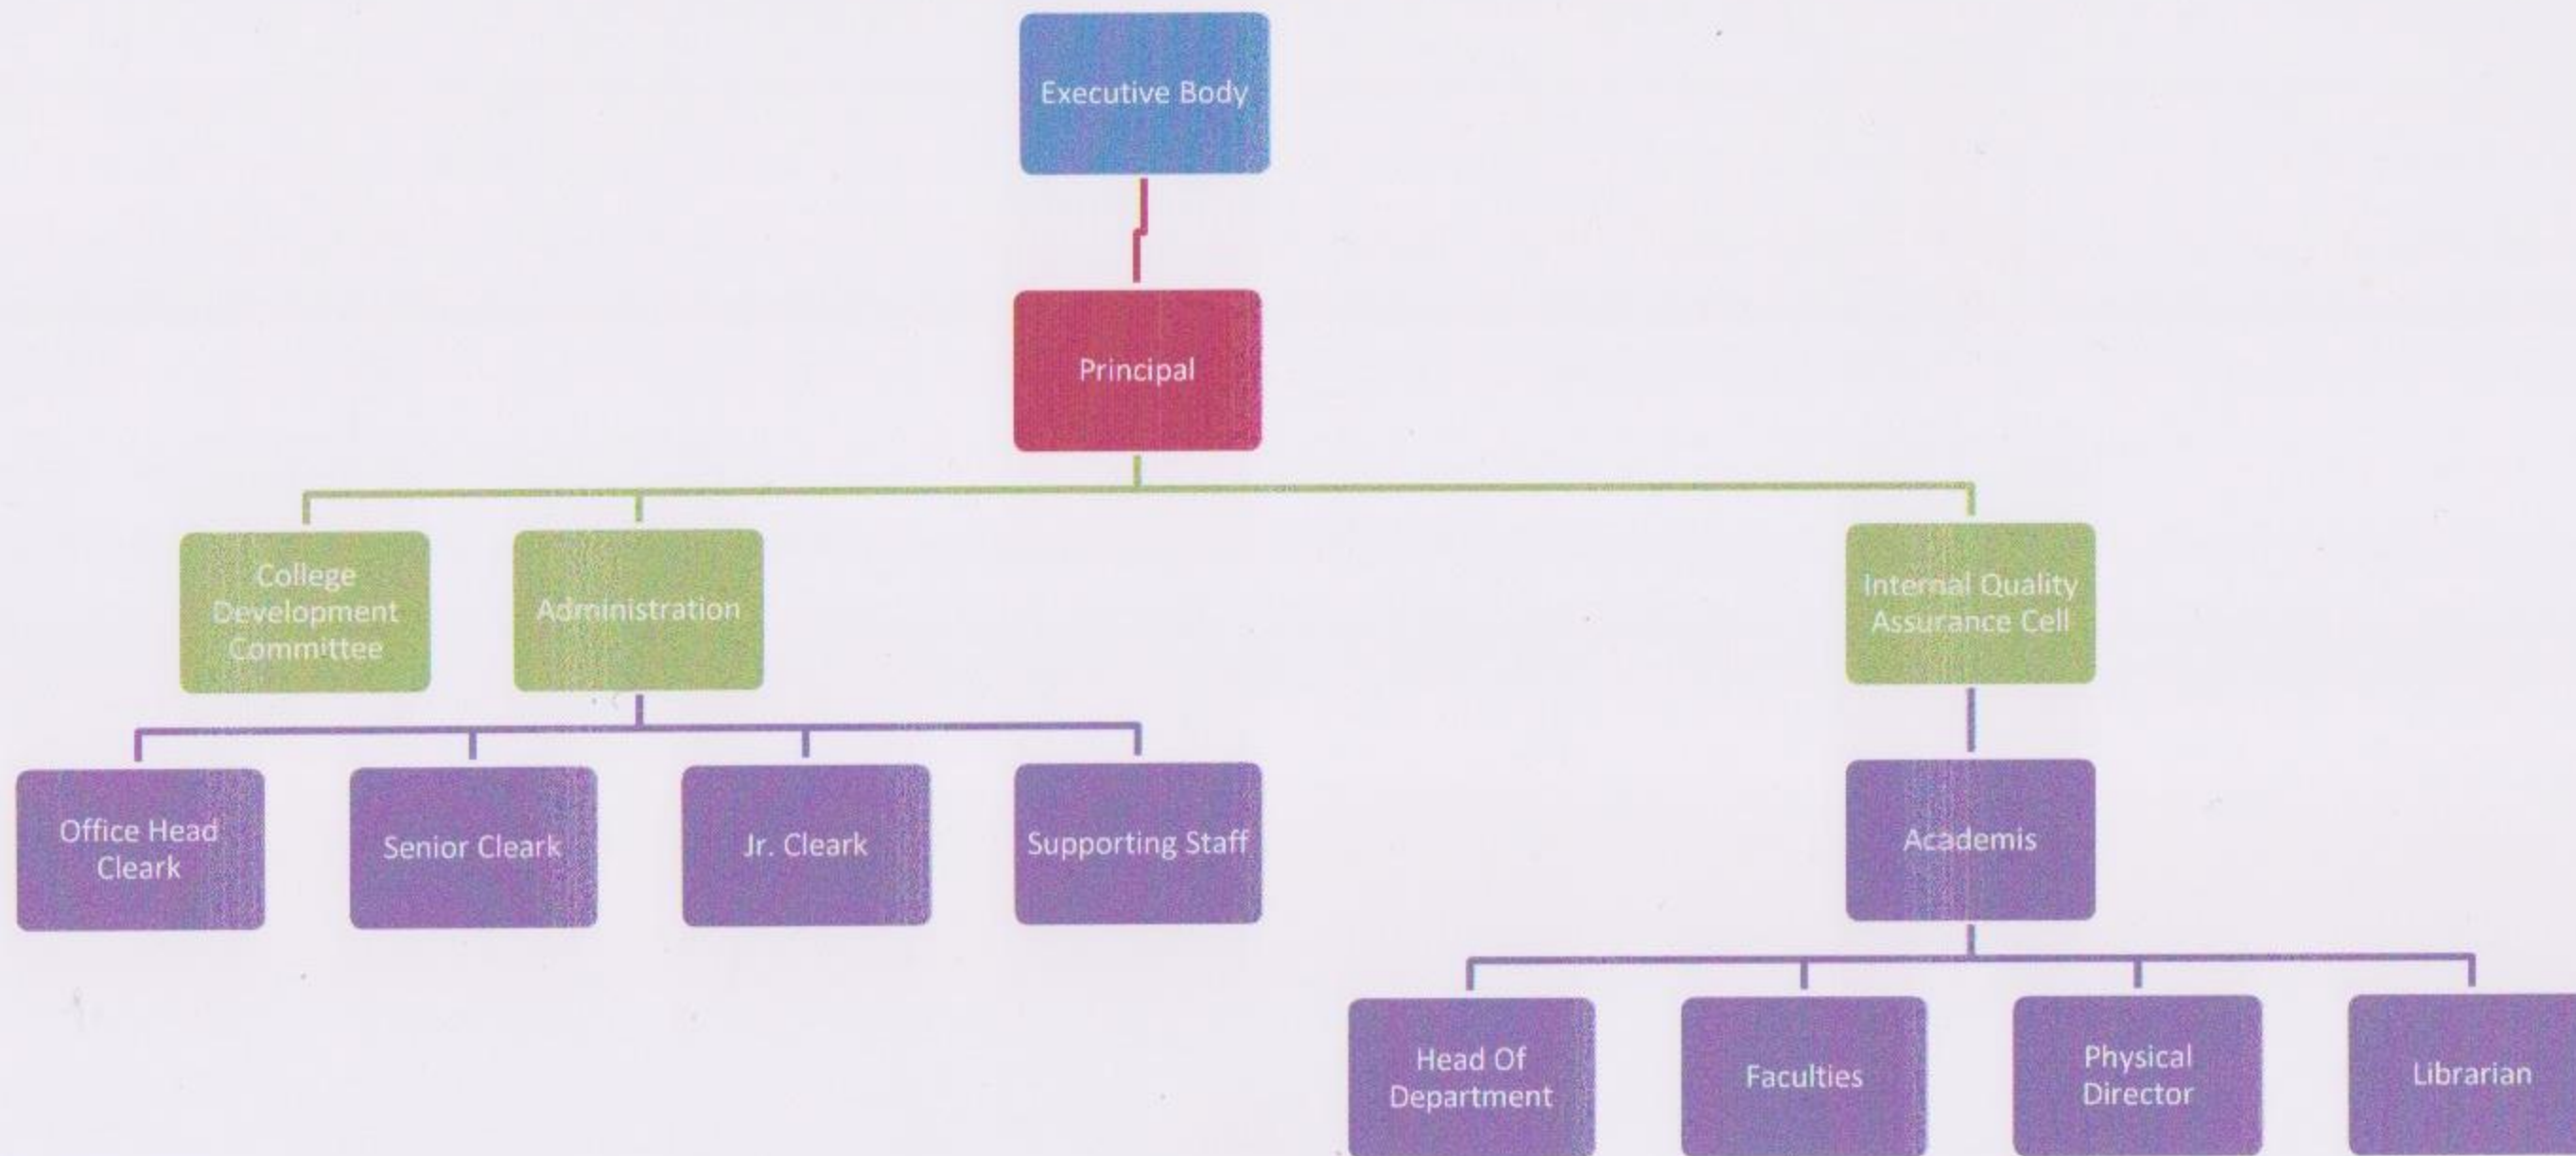 Executive Body
Principal
College
Development
Committee
Administration
Internal Quality
Assurance Cell
Office Head
Cleark
Senior Cleark
Jr. Cleark
Supporting Staff
Academis
Head Of
Department
Faculties
Physical
Director
Librarian